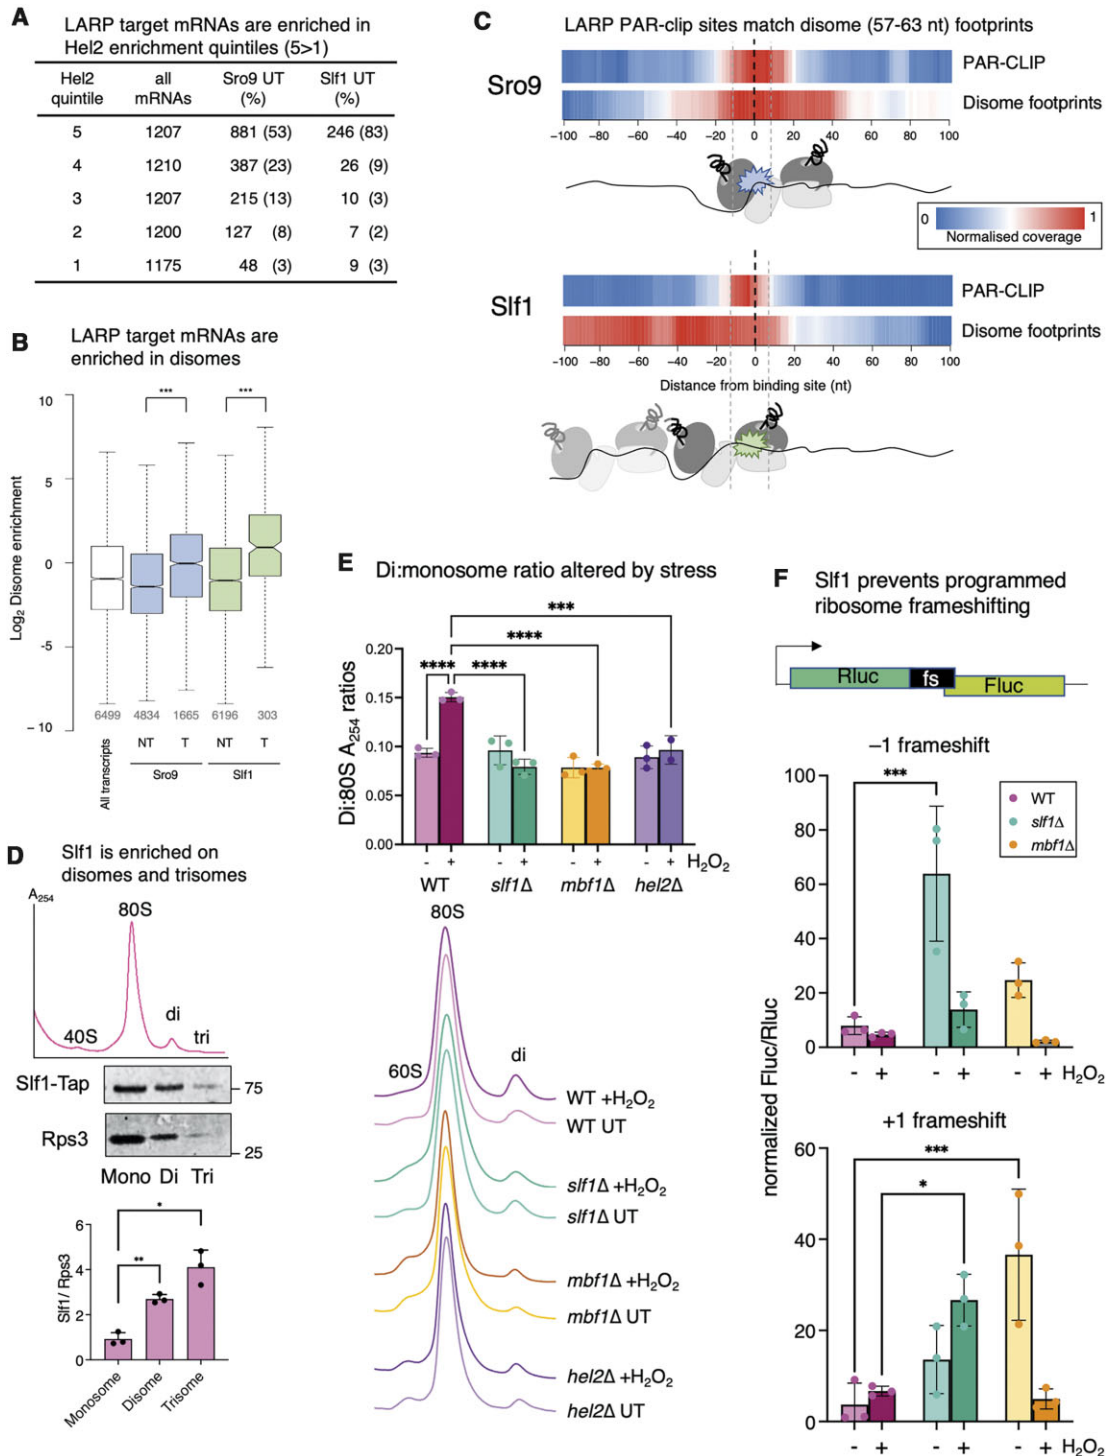 A
LARP target mRNAs are enriched in
Hel2 enrichment quintiles (5>1)
Hel2 quintile all mRNAs Sro9 UT (%) Slf1 UT (%)
5 1207 881 (53) 246 (83)
4 1210 387 (23) 26 (9)
3 1207 215 (13) 10 (3)
2 1200 127 (8) 7 (2)
1 1175 48 (3) 9 (3)
B
LARP target mRNAs are
enriched in disomes
Log2 Disome enrichment
10
5
0
−5
−10
*** ***
6499 4834 1665 6196 303
All transcripts NT T NT T
Sro9 Slf1
C
LARP PAR-clip sites match disome (57-63 nt) footprints
Sro9
PAR-CLIP
Disome footprints
−100 −80 −60 −40 −20 0 20 40 60 80 100
0 1
Normalised coverage
Slf1
PAR-CLIP
Disome footprints
−100 −80 −60 −40 −20 0 20 40 60 80 100
Distance from binding site (nt)
D
Slf1 is enriched on
disomes and trisomes
A254
80S
40S
di
tri
Slf1-Tap
75
Rps3
25
Mono Di Tri
Slf1/ Rps3
6
4
2
0
*
**
Monosome Disome Trisome
E
Di:monosome ratio altered by stress
***
****
**** ****
Di:80S A254 ratios
0.20
0.15
0.10
0.05
0.00
- + - + - + - + H2O2
WT slf1Δ mbf1Δ hel2Δ
80S
60S
di
WT +H2O2
WT UT
slf1Δ +H2O2
slf1Δ UT
mbf1Δ +H2O2
mbf1Δ UT
hel2Δ +H2O2
hel2Δ UT
F
Slf1 prevents programmed
ribosome frameshifting
Rluc fs Fluc
−1 frameshift
100
80
60
40
20
0
***
WT
slf1Δ
mbf1Δ
- + - + - + H2O2
normalized Fluc/Rluc
+1 frameshift
60
40
20
0
***
*
- + - + - + H2O2